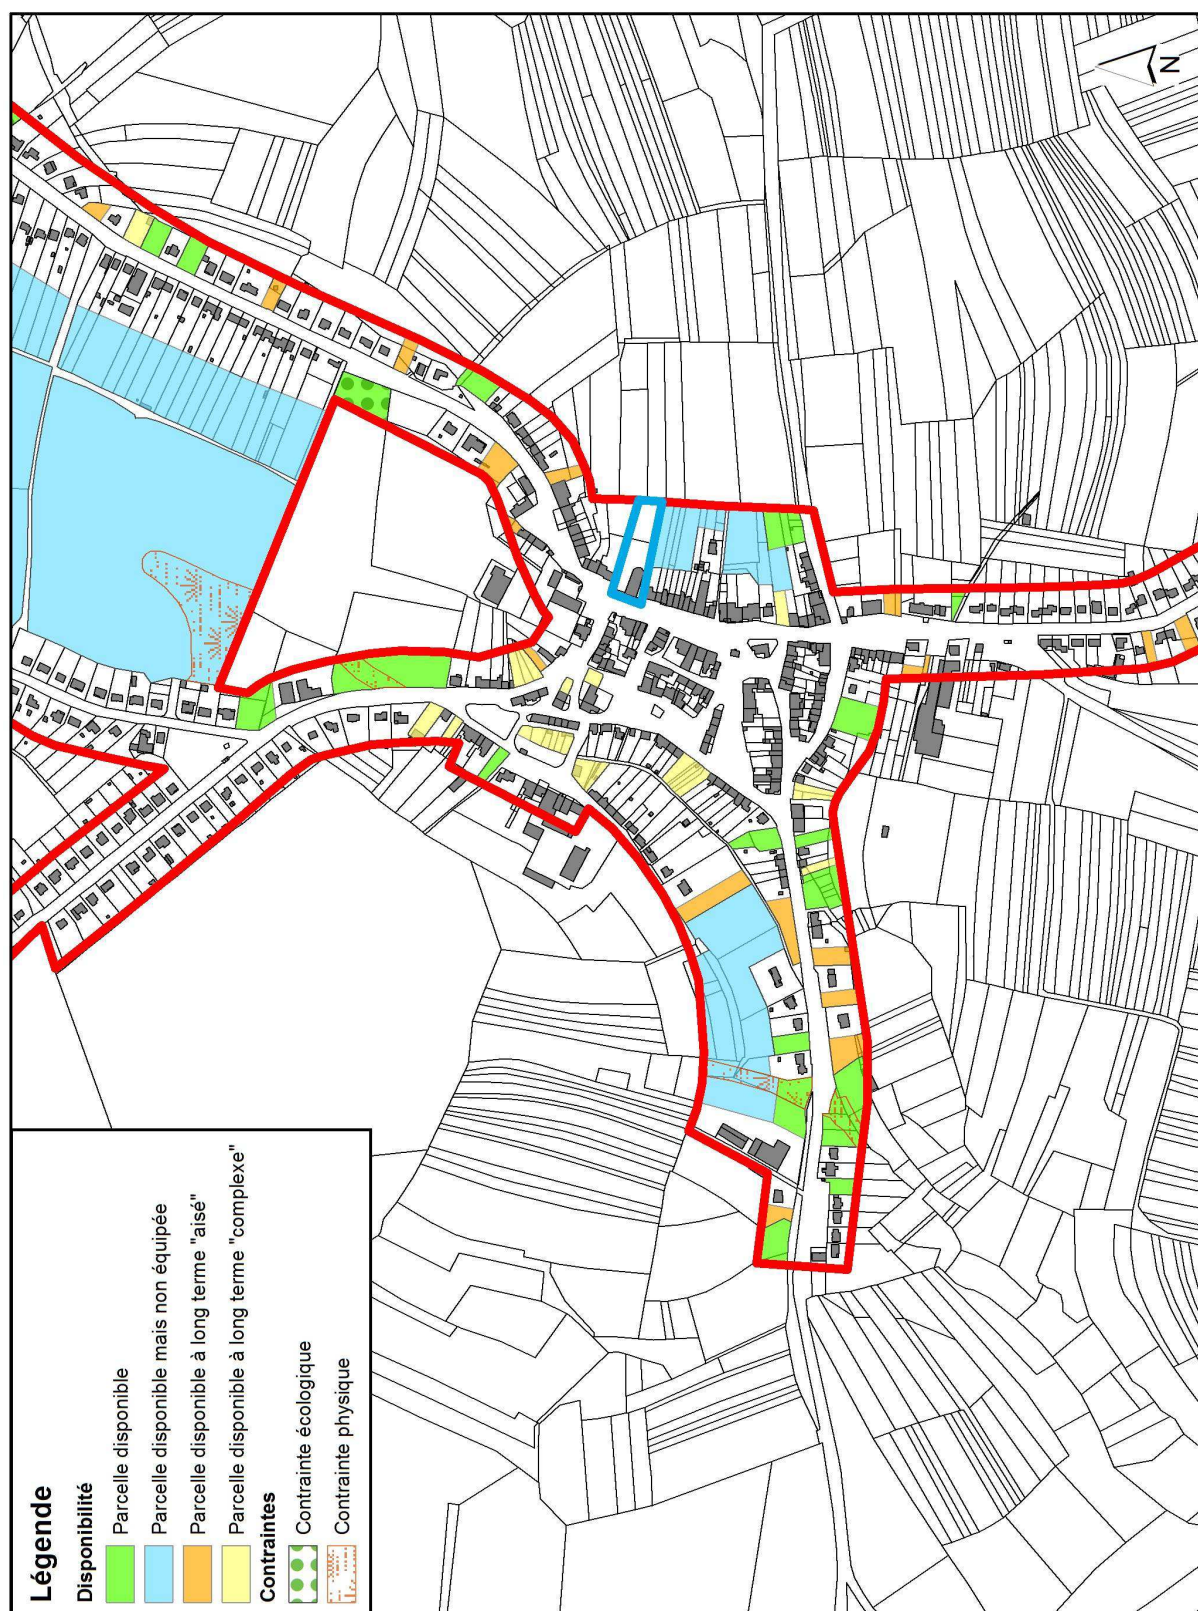 Légende
Disponibilité
Parcelle disponible
Parcelle disponible mais non équipée
Parcelle disponible à long terme "aisé"
Parcelle disponible à long terme "complexe"
Contraintes
Contrainte écologique
Contrainte physique
N